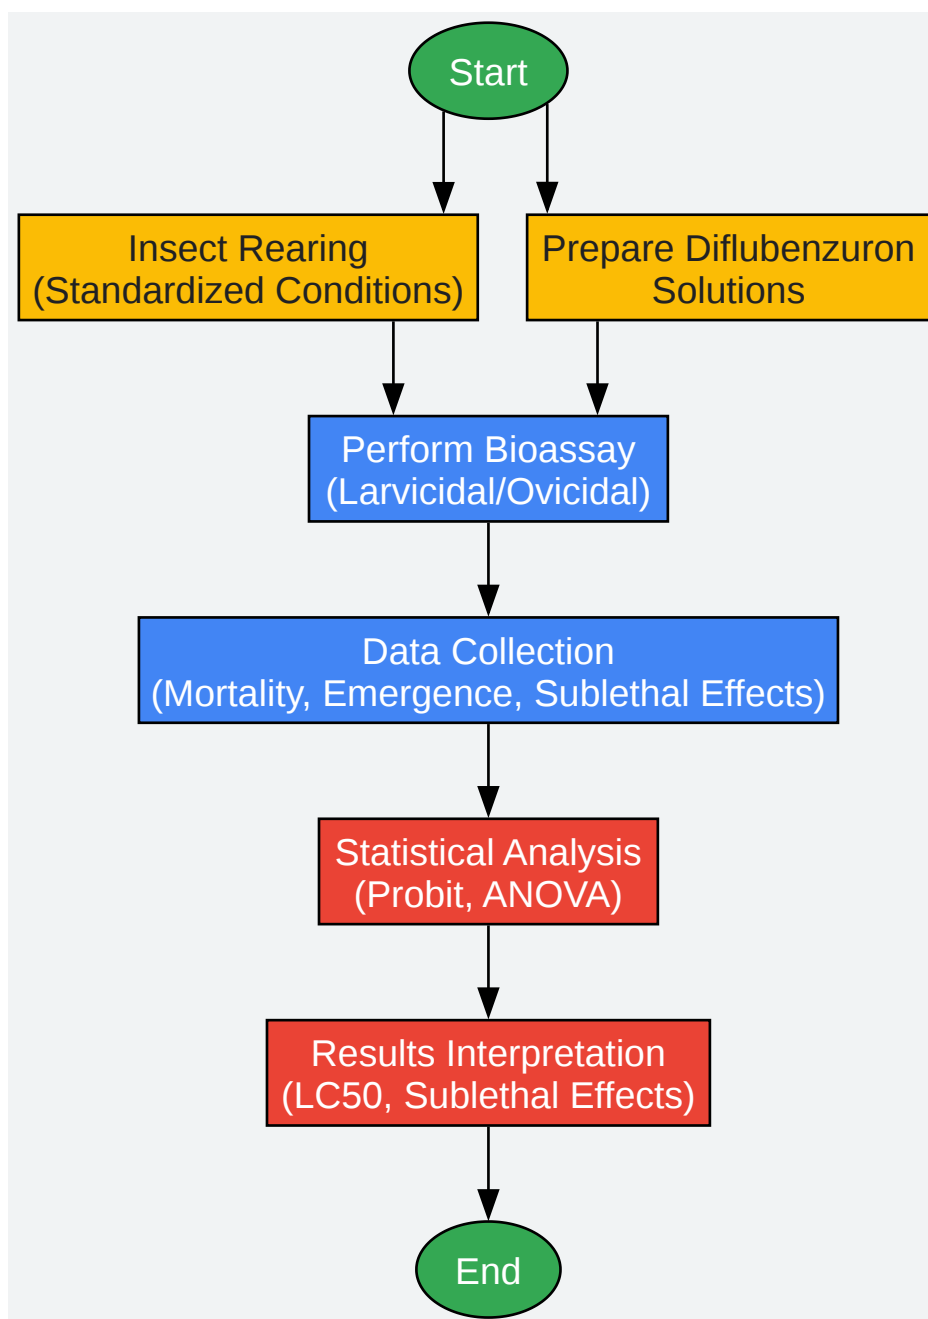 Start
Insect Rearing
(Standardized Conditions)
Prepare Diflubenzuron
Solutions
Perform Bioassay
(Larvicidal/Ovicidal)
Data Collection
(Mortality, Emergence, Sublethal Effects)
Statistical Analysis
(Probit, ANOVA)
Results Interpretation
(LC50, Sublethal Effects)
End